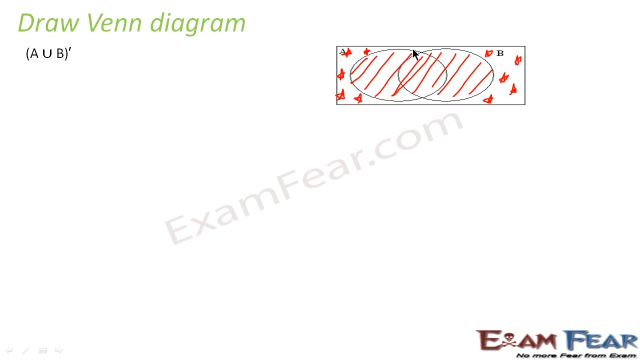 Draw Venn diagram
(A ∪ B)′
A
B
ExamFear.com
EXAM FEAR
No more Fear from Exam